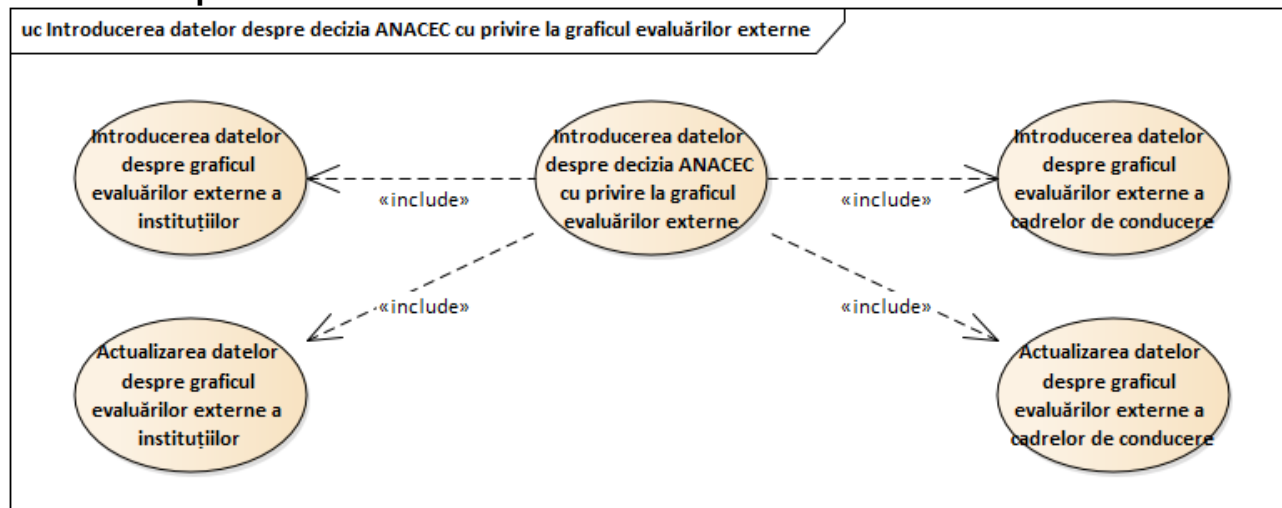 uc Introducerea datelor despre decizia ANACEC cu privire la graficul evaluărilor externe
Introducerea datelor
despre graficul
evaluărilor externe a
instituțiilor
«include»
Introducerea datelor
despre decizia ANACEC
cu privire la graficul
evaluărilor externe
«include»
Introducerea datelor
despre graficul
evaluărilor externe a
cadrelor de conducere
«include»
«include»
Actualizarea datelor
despre graficul
evaluărilor externe a
instituțiilor
Actualizarea datelor
despre graficul
evaluărilor externe a
cadrelor de conducere